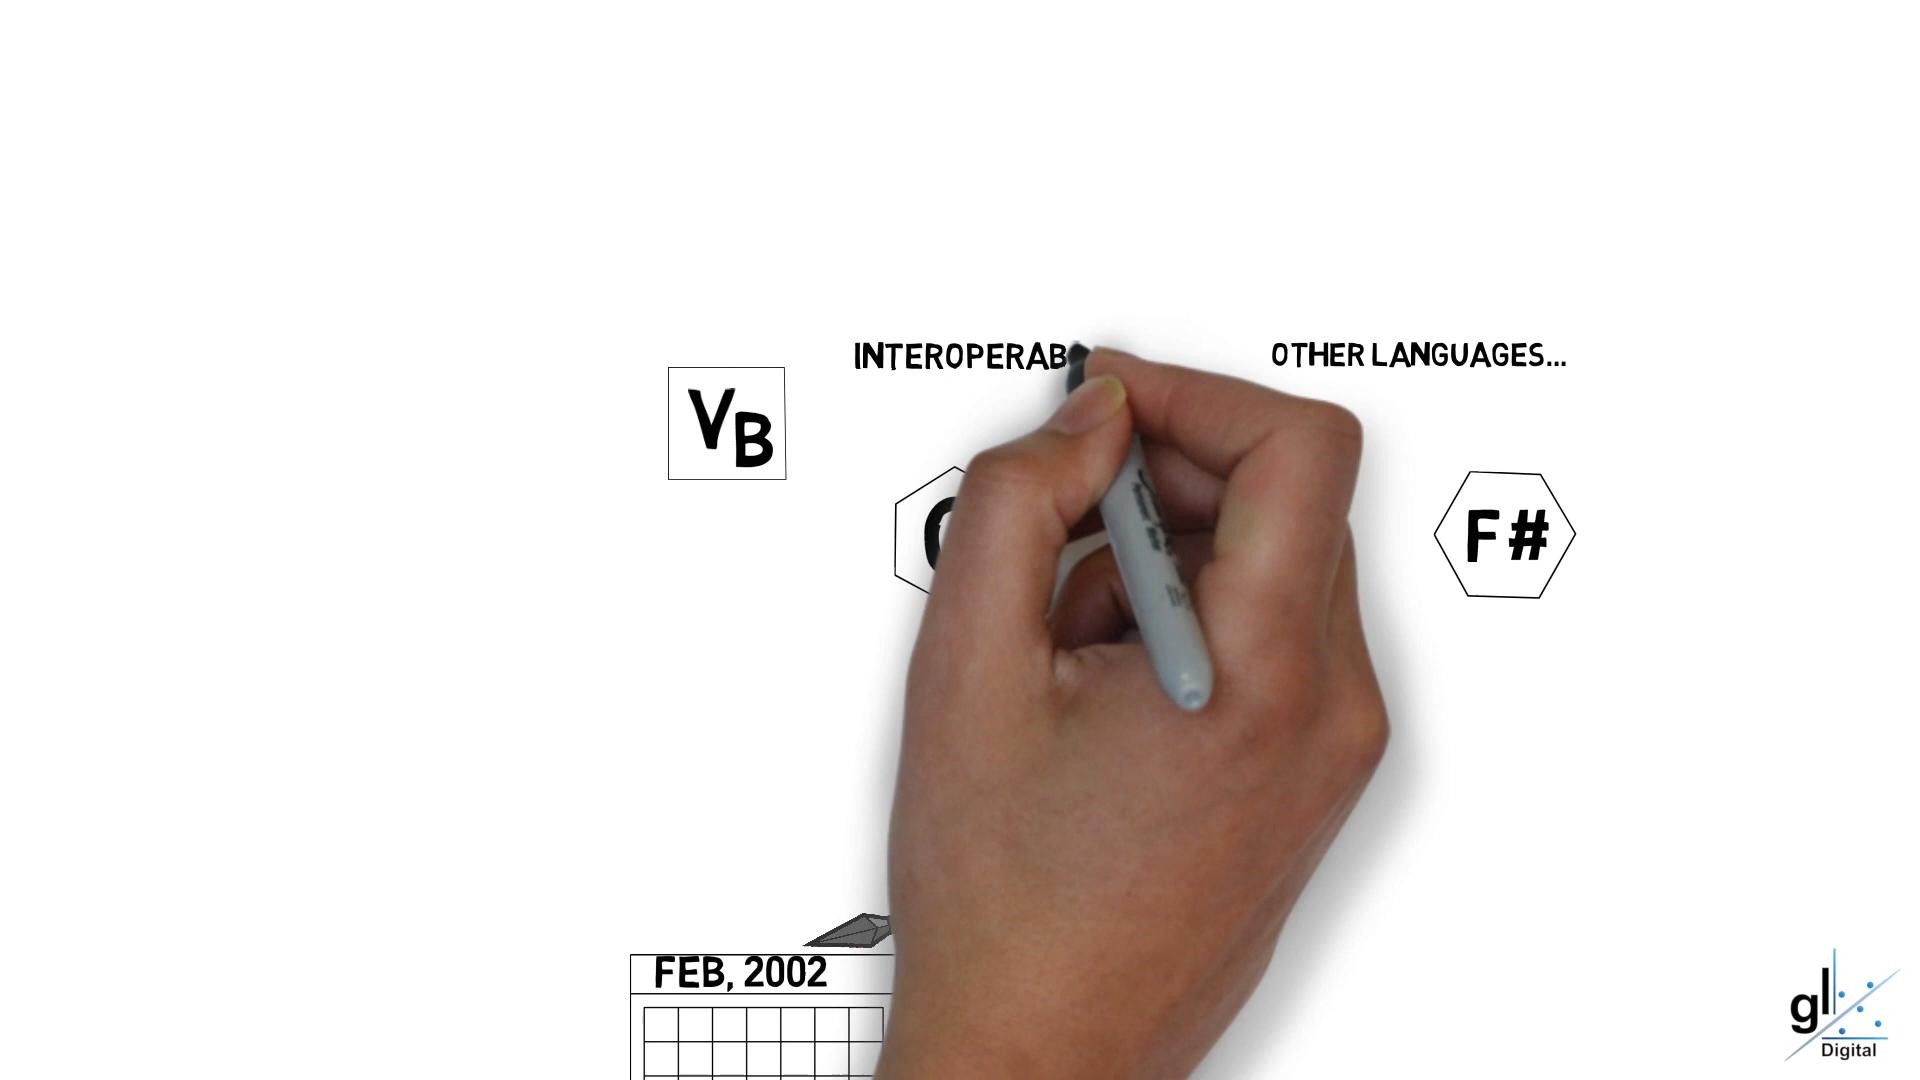 INTEROPERAB
OTHER LANGUAGES...
VB
F#
FEB, 2002
gl
Digital